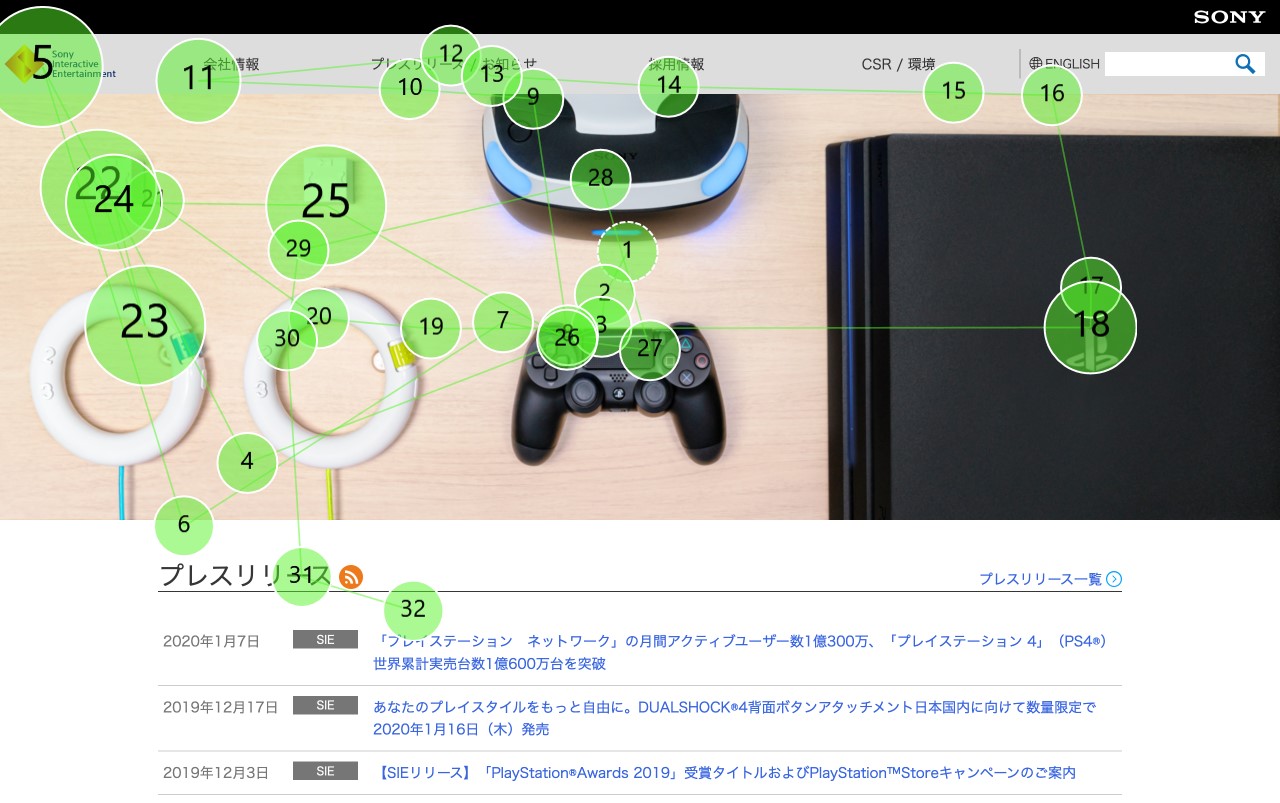 SONY
Sony
Interactive
Entertainment
会社情報
プレスリリース / お知らせ
採用情報
CSR / 環境
ENGLISH
5
11
12
10
13
9
14
15
16
22
24
21
25
28
29
1
2
3
17
18
23
20
30
19
7
26
27
4
6
31
32
プレスリリース
プレスリリース一覧
2020年1月7日
SIE
「プレイステーション　ネットワーク」の月間アクティブユーザー数1億300万、「プレイステーション 4」（PS4®）
世界累計実売台数1億600万台を突破
2019年12月17日
SIE
あなたのプレイスタイルをもっと自由に。DUALSHOCK®4背面ボタンアタッチメント日本国内に向けて数量限定で
2020年1月16日（木）発売
2019年12月3日
SIE
【SIEリリース】「PlayStation®Awards 2019」受賞タイトルおよびPlayStation™Storeキャンペーンのご案内